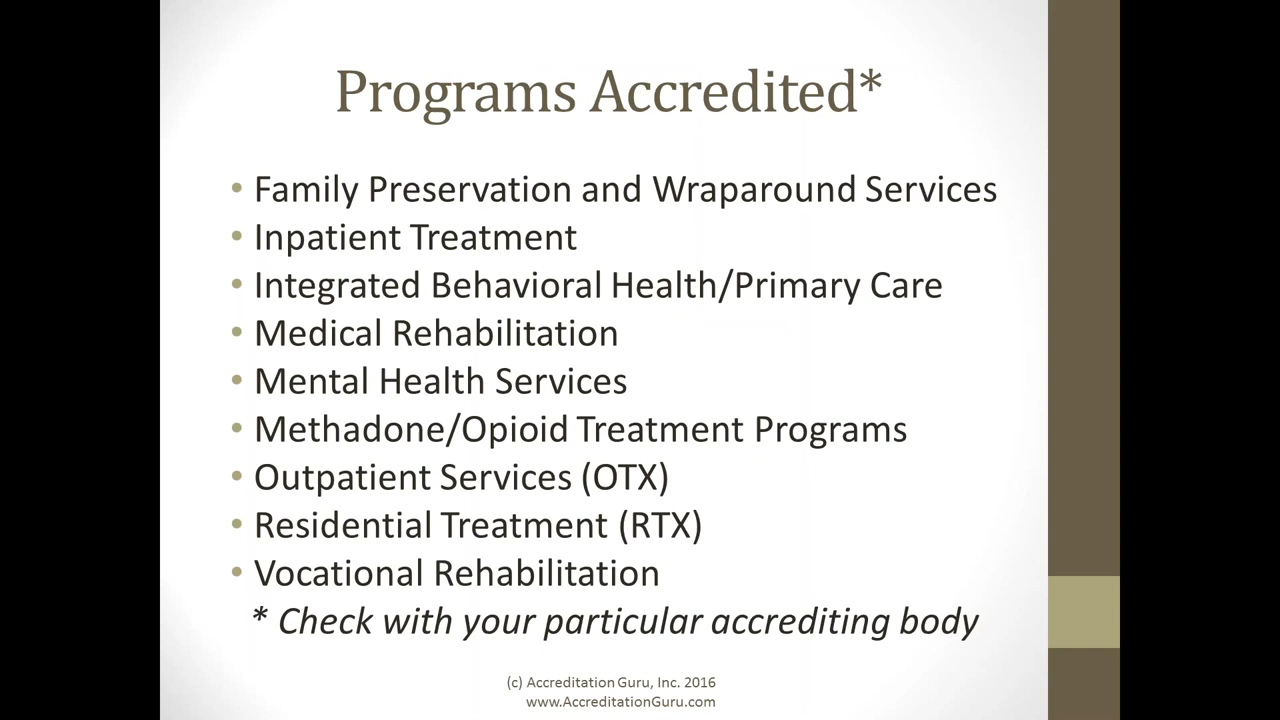 Programs Accredited*
• Family Preservation and Wraparound Services
• Inpatient Treatment
• Integrated Behavioral Health/Primary Care
• Medical Rehabilitation
• Mental Health Services
• Methadone/Opioid Treatment Programs
• Outpatient Services (OTX)
• Residential Treatment (RTX)
• Vocational Rehabilitation
* Check with your particular accrediting body
(c) Accreditation Guru, Inc. 2016
www.AccreditationGuru.com